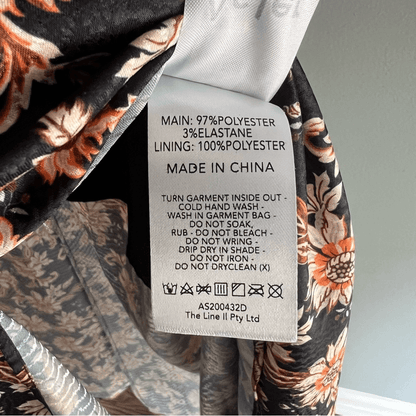 MAIN: 97%POLYESTER
3%ELASTANE
LINING: 100%POLYESTER
MADE IN CHINA
TURN GARMENT INSIDE OUT -
COLD HAND WASH -
WASH IN GARMENT BAG -
DO NOT SOAK,
RUB - DO NOT BLEACH -
DO NOT WRING -
DRIP DRY IN SHADE -
DO NOT IRON -
DO NOT DRYCLEAN (X)
AS200432D
The Line II Pty Ltd